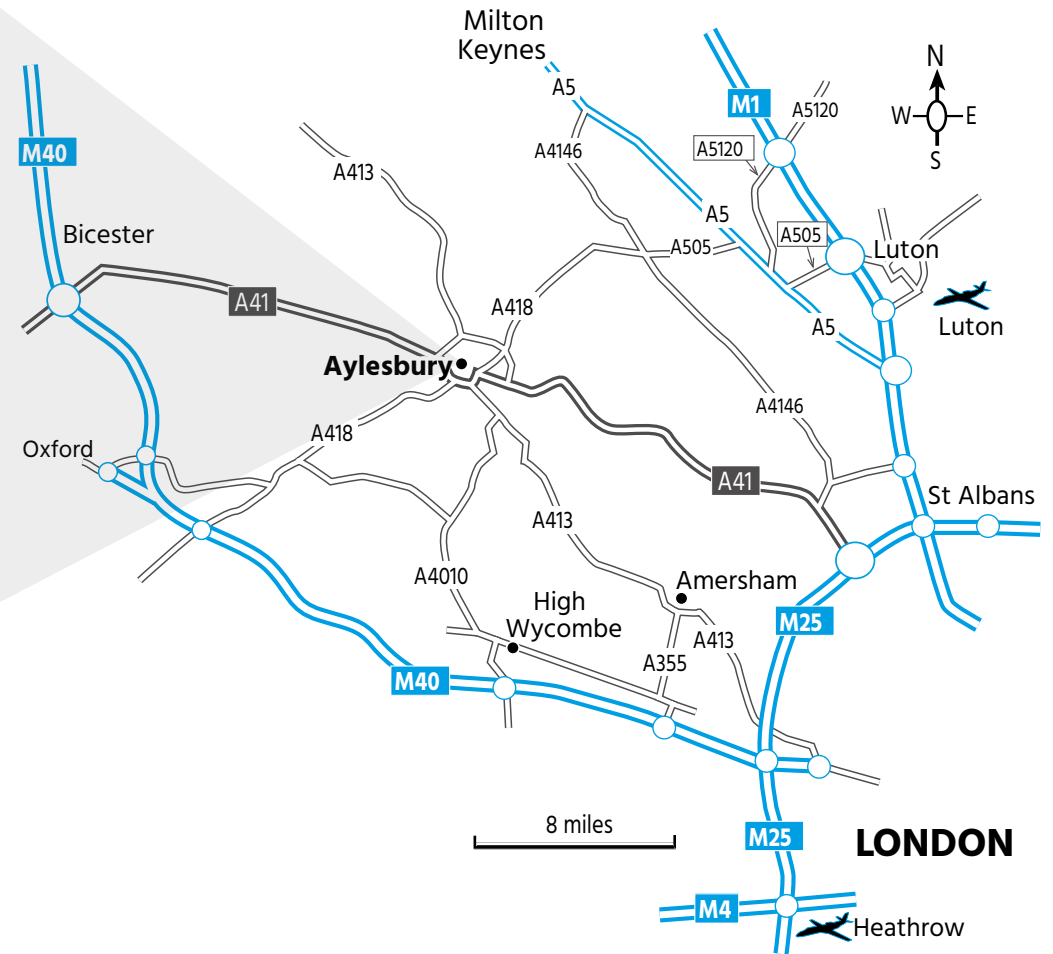 Milton
Keynes
A5
M1
A5120
N
W
E
S
M40
A4146
A5120
A413
A5
Bicester
A505
A505
Luton
A41
A418
Luton
A5
Aylesbury
A4146
A418
Oxford
A41
St Albans
A413
A4010
Amersham
High
Wycombe
M25
A413
A355
M40
8 miles
M25
LONDON
M4
Heathrow